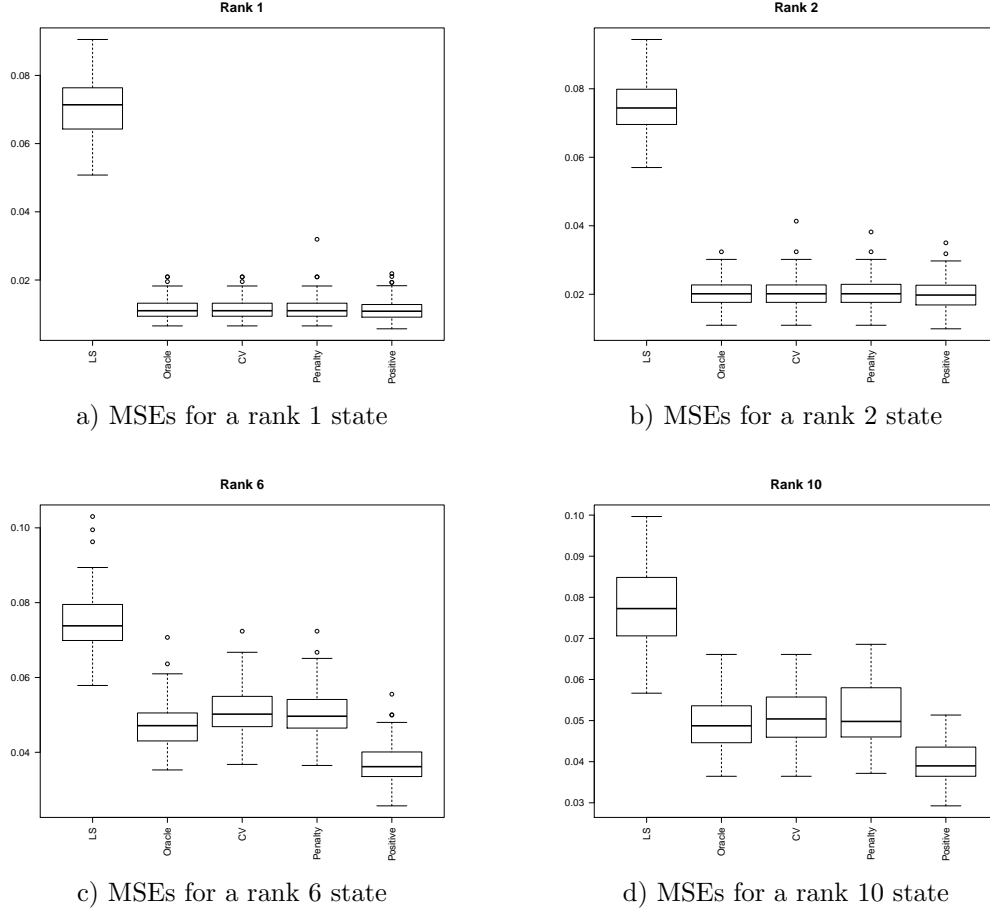 Rank 1
0.08
0.06
0.04
0.02
LS
Oracle
CV
Penalty
Positive
a) MSEs for a rank 1 state
Rank 2
0.08
0.06
0.04
0.02
LS
Oracle
CV
Penalty
Positive
b) MSEs for a rank 2 state
Rank 6
0.10
0.08
0.06
0.04
LS
Oracle
CV
Penalty
Positive
c) MSEs for a rank 6 state
Rank 10
0.10
0.09
0.08
0.07
0.06
0.05
0.04
0.03
LS
Oracle
CV
Penalty
Positive
d) MSEs for a rank 10 state